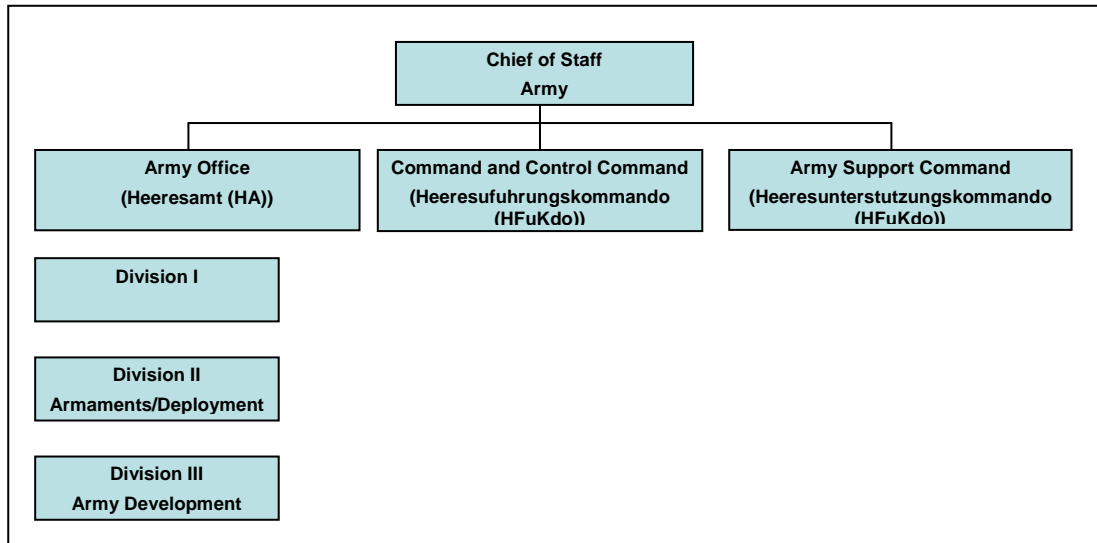 Chief of Staff
Army
Army Office
(Heeresamt (HA))
Command and Control Command
(Heeresufuhrungskommando
(HFuKdo))
Army Support Command
(Heeresunterstutzungskommando
(HFuKdo))
Division I
Division II
Armaments/Deployment
Division III
Army Development